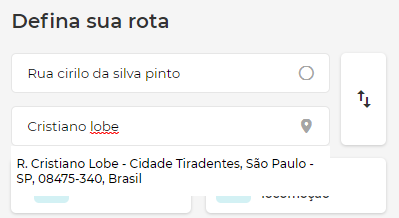 Defina sua rota
Rua cirilo da silva pinto
Cristiano lobe
R. Cristiano Lobe - Cidade Tiradentes, São Paulo -
SP, 08475-340, Brasil
locomoção